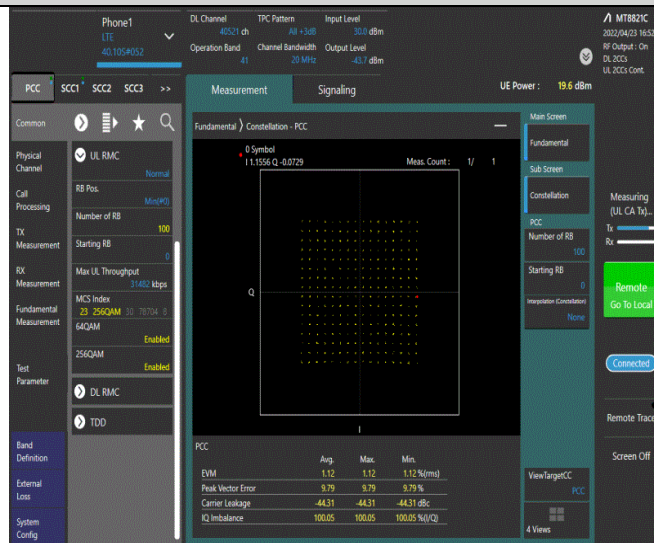 Phone1
LTE
40.105#052
DL Channel
40521 ch
TPC Pattern
All +3dB
Input Level
30.0 dBm
Operation Band
41
Channel Bandwidth
20 MHz
Output Level
-43.7 dBm
MT8821C
2022/04/23 16:52
RF Output : On
DL 2CCs
UL 2CCs Cont.
PCC
SCC1
SCC2
SCC3
>>
Measurement
Signaling
UE Power : 19.6 dBm
Common
Physical
Channel
Call
Processing
TX
Measurement
RX
Measurement
Fundamental
Measurement
Test
Parameter
Band
Definition
External
Loss
System
Config
UL RMC
Normal
RB Pos.
Min(#0)
Number of RB
100
Starting RB
0
Max UL Throughput
31482 kbps
MCS Index
23 256QAM 30 78704 8
64QAM
Enabled
256QAM
Enabled
DL RMC
TDD
Fundamental 〉 Constellation - PCC
0 Symbol
I 1.1556 Q -0.0729
Meas. Count : 1/ 1
Q
I
PCC
Avg. Max. Min.
EVM 1.12 1.12 1.12 %(rms)
Peak Vector Error 9.79 9.79 9.79 %
Carrier Leakage -44.31 -44.31 -44.31 dBc
IQ Imbalance 100.05 100.05 100.05 %(I/Q)
Main Screen
Fundamental
Sub Screen
Constellation
PCC
Number of RB
100
Starting RB
0
Interpolation (Constellation)
None
ViewTargetCC
PCC
4 Views
Measuring
(UL CA Tx)...
Tx
Rx
Remote
Go To Local
Connected
Remote Trace
Screen Off